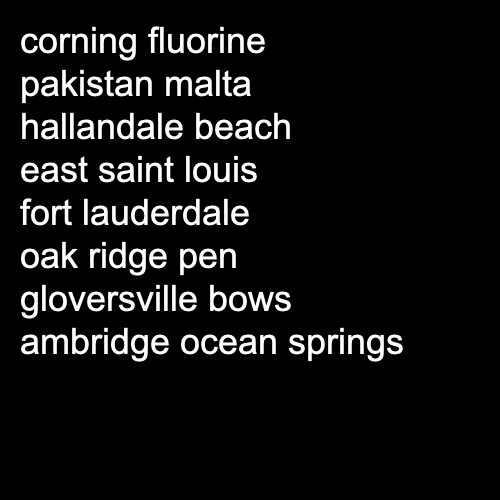 corning fluorine
pakistan malta
hallandale beach
east saint louis
fort lauderdale
oak ridge pen
gloversville bows
ambridge ocean springs